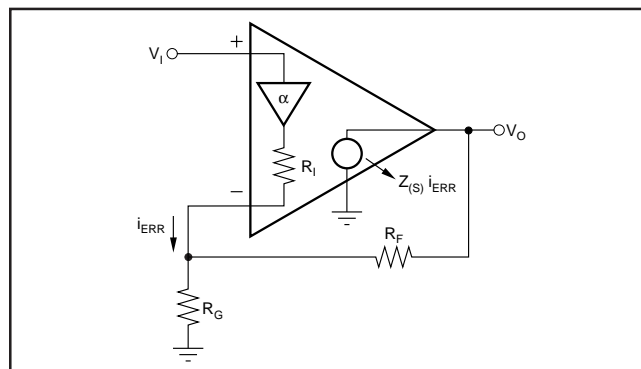 +
V_I
α
V_O
R_I
Z_(S) i_ERR
−
i_ERR
R_F
R_G